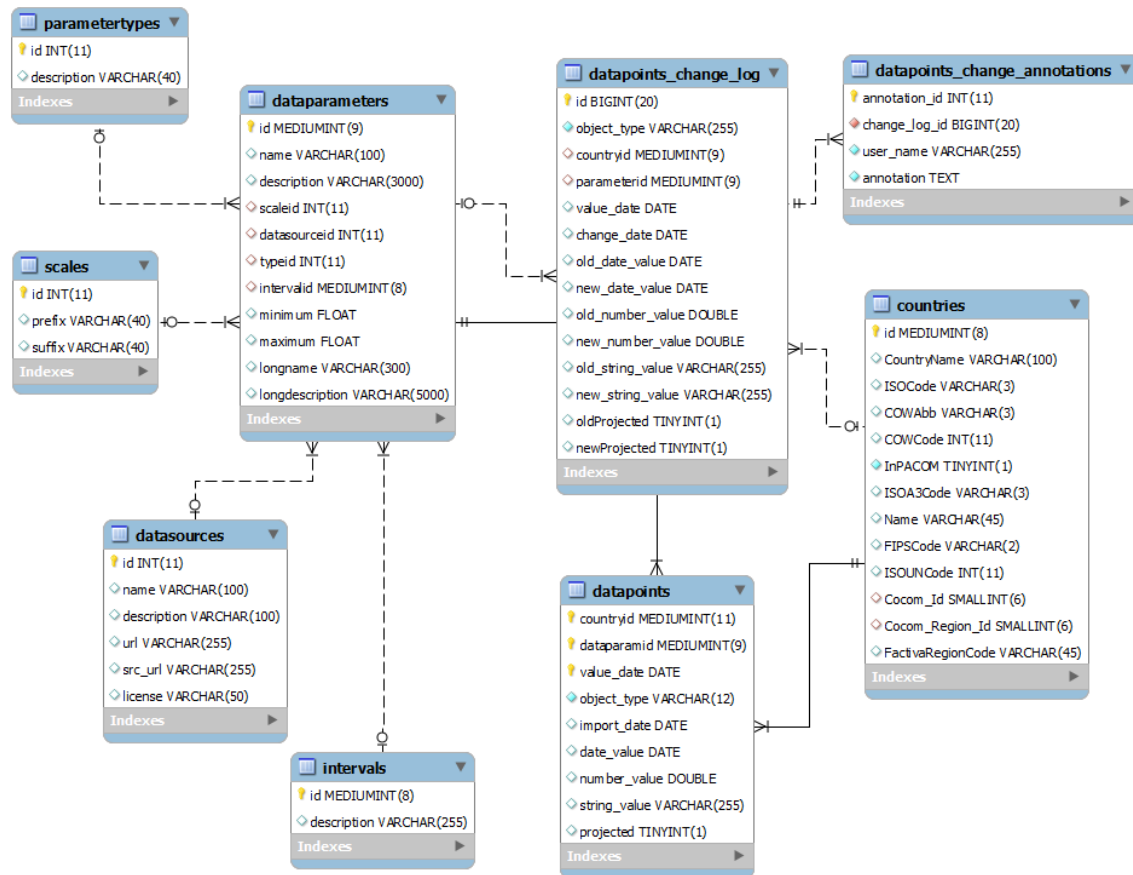 parametertypes
id INT(11)
description VARCHAR(40)
Indexes
dataparameters
id MEDIUMINT(9)
name VARCHAR(100)
description VARCHAR(3000)
scaleid INT(11)
datasourceid INT(11)
typeid INT(11)
intervalid MEDIUMINT(8)
minimum FLOAT
maximum FLOAT
longname VARCHAR(300)
longdescription VARCHAR(5000)
Indexes
datapoints_change_log
id BIGINT(20)
object_type VARCHAR(255)
countryid MEDIUMINT(9)
parameterid MEDIUMINT(9)
value_date DATE
change_date DATE
old_date_value DATE
new_date_value DATE
old_number_value DOUBLE
new_number_value DOUBLE
old_string_value VARCHAR(255)
new_string_value VARCHAR(255)
oldProjected TINYINT(1)
newProjected TINYINT(1)
Indexes
datapoints_change_annotations
annotation_id INT(11)
change_log_id BIGINT(20)
user_name VARCHAR(255)
annotation TEXT
Indexes
scales
id INT(11)
prefix VARCHAR(40)
suffix VARCHAR(40)
Indexes
countries
id MEDIUMINT(8)
CountryName VARCHAR(100)
ISOCode VARCHAR(3)
COWAbb VARCHAR(3)
COWCode INT(11)
InPACOM TINYINT(1)
ISOA3Code VARCHAR(3)
Name VARCHAR(45)
FIPSCode VARCHAR(2)
ISOUNCode INT(11)
Cocom_Id SMALLINT(6)
Cocom_Region_Id SMALLINT(6)
FactivaRegionCode VARCHAR(45)
Indexes
datasources
id INT(11)
name VARCHAR(100)
description VARCHAR(100)
url VARCHAR(255)
src_url VARCHAR(255)
license VARCHAR(50)
Indexes
datapoints
countryid MEDIUMINT(11)
dataparamid MEDIUMINT(9)
value_date DATE
object_type VARCHAR(12)
import_date DATE
date_value DATE
number_value DOUBLE
string_value VARCHAR(255)
projected TINYINT(1)
Indexes
intervals
id MEDIUMINT(8)
description VARCHAR(255)
Indexes